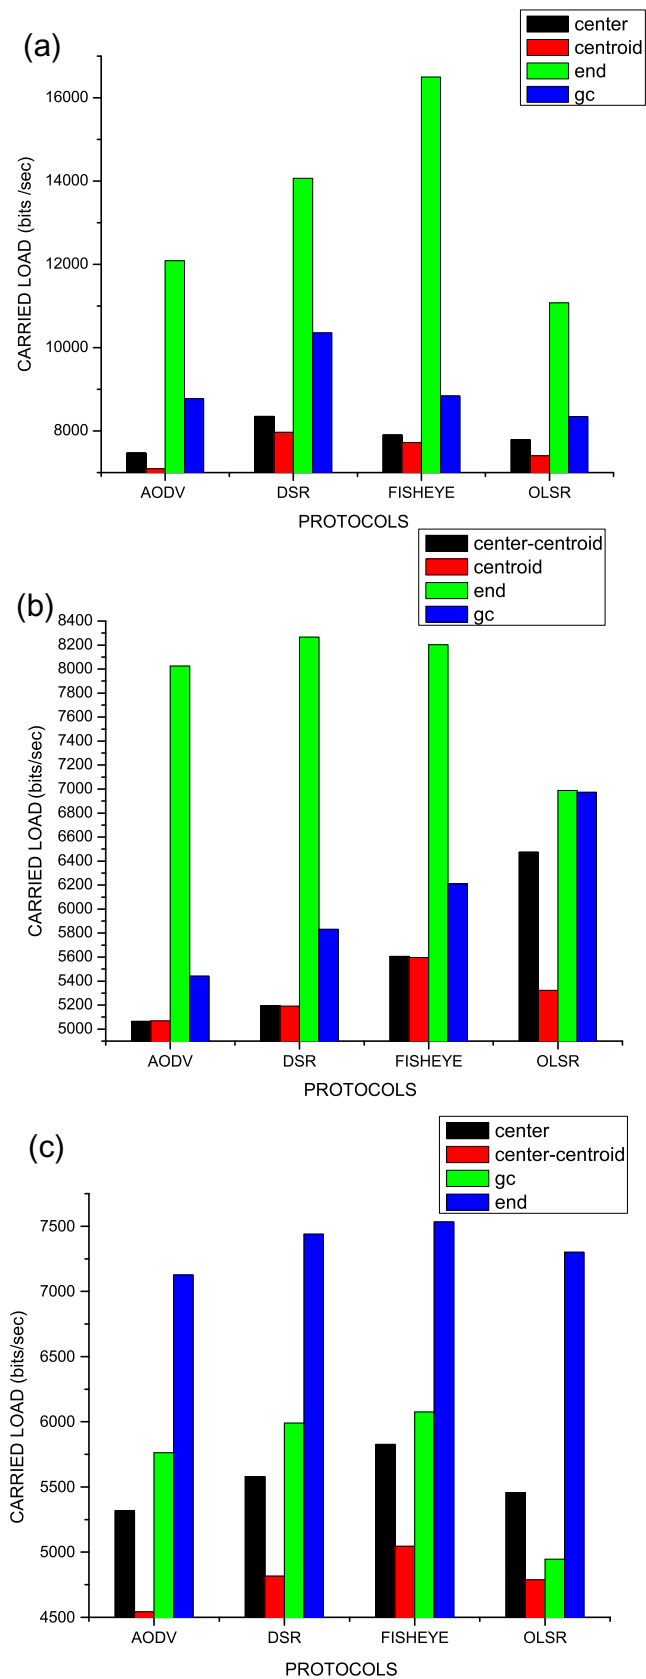 (a)
center
centroid
end
gc
CARRIED LOAD (bits /sec)
16000
14000
12000
10000
8000
AODV DSR FISHEYE OLSR
PROTOCOLS
(b)
center-centroid
centroid
end
gc
CARRIED LOAD (bits/sec)
8400
8200
8000
7800
7600
7400
7200
7000
6800
6600
6400
6200
6000
5800
5600
5400
5200
5000
AODV DSR FISHEYE OLSR
PROTOCOLS
(c)
center
center-centroid
gc
end
CARRIED LOAD (bits/sec)
7500
7000
6500
6000
5500
5000
4500
AODV DSR FISHEYE OLSR
PROTOCOLS